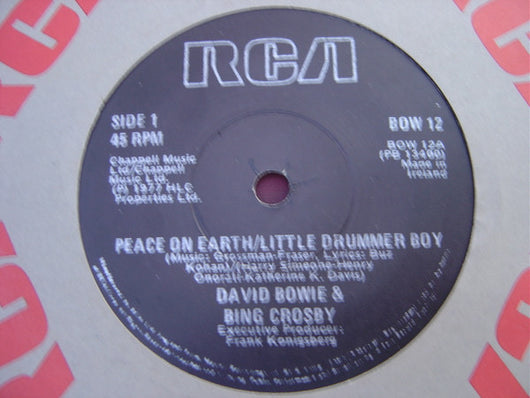 RCA
SIDE 1
45 RPM
BOW 12
BOW 12A
(PB 13400)
Made in
Ireland
Chappell Music
Ltd/Chappell
Music Ltd.
(P) 1977 HLC
Properties Ltd.
PEACE ON EARTH/LITTLE DRUMMER BOY
(Music: Grossman-Fraser, Lyrics: Buz
Kohan)/(Harry Simeone-Henry
Onorati-Katherine K. Davis)
DAVID BOWIE &
BING CROSBY
Executive Producer:
Frank Konigsberg